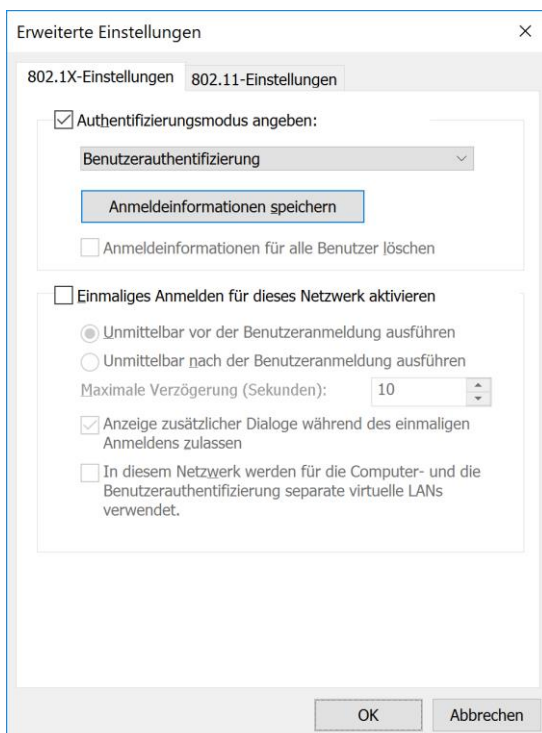 Erweiterte Einstellungen
802.1X-Einstellungen 802.11-Einstellungen
Authentifizierungsmodus angeben:
Benutzerauthentifizierung
Anmeldeinformationen speichern
Anmeldeinformationen für alle Benutzer löschen
Einmaliges Anmelden für dieses Netzwerk aktivieren
Unmittelbar vor der Benutzeranmeldung ausführen
Unmittelbar nach der Benutzeranmeldung ausführen
Maximale Verzögerung (Sekunden): 10
Anzeige zusätzlicher Dialoge während des einmaligen
Anmeldens zulassen
In diesem Netzwerk werden für die Computer- und die
Benutzerauthentifizierung separate virtuelle LANs
verwendet.
OK Abbrechen